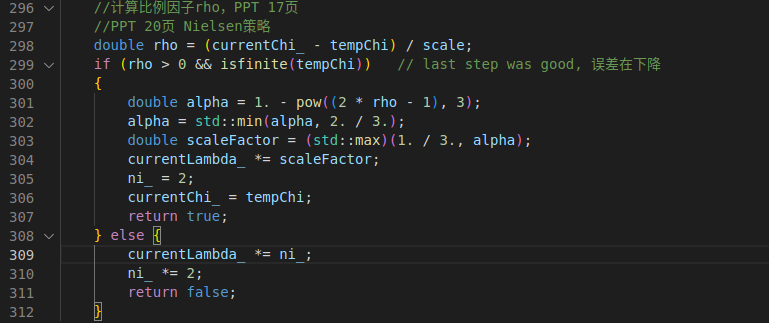 296 //计算比例因子rho，PPT 17页
297 //PPT 20页 Nielsen策略
298 double rho = (currentChi_ - tempChi) / scale;
299 if (rho > 0 && isfinite(tempChi)) // last step was good, 误差在下降
300 {
301 double alpha = 1. - pow((2 * rho - 1), 3);
302 alpha = std::min(alpha, 2. / 3.);
303 double scaleFactor = (std::max)(1. / 3., alpha);
304 currentLambda_ *= scaleFactor;
305 ni_ = 2;
306 currentChi_ = tempChi;
307 return true;
308 } else {
309 currentLambda_ *= ni_;
310 ni_ *= 2;
311 return false;
312 }